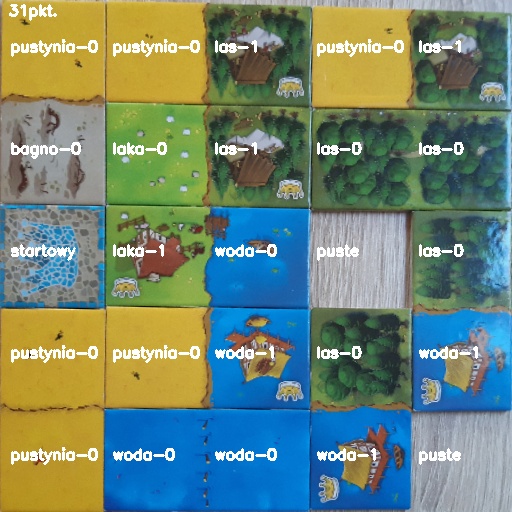 31pkt.
pustynia-0 pustynia-0 las-1 pustynia-0 las-1
bagno-0 laka-0 las-1 las-0 las-0
startowy laka-1 woda-0 puste las-0
pustynia-0 pustynia-0 woda-1 las-0 woda-1
pustynia-0 woda-0 woda-0 woda-1 puste